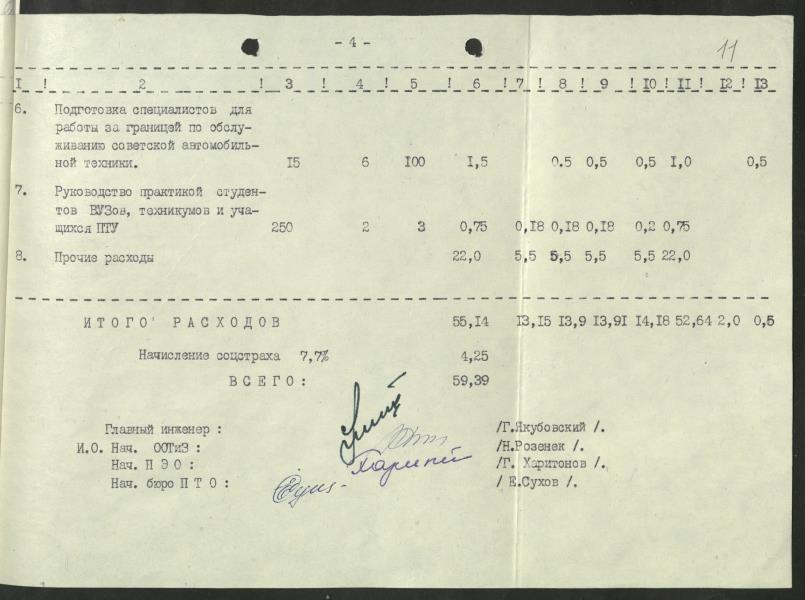 - 4 -
11
I ! 2 ! 3 ! 4 ! 5 ! 6 ! 7 ! 8 ! 9 ! 10 ! II ! I2 ! I3
6. Подготовка специалистов для
работы за границей по обслу-
живанию советской автомобиль-
ной техники. I5 6 I00 I,5 0.5 0,5 0,5 I,0 0,5
7. Руководство практикой студен-
тов ВУЗов, техникумов и уча-
щихся ПТУ 250 2 3 0,75 0,I8 0,I8 0,I8 0,2 0,75
8. Прочие расходы 22,0 5,5 5,5 5,5 5,5 22,0
ИТОГО РАСХОДОВ 55,I4 I3,I5 I3,9 I3,9I I4,I8 52,64 2,0 0,5
Начисление соцстраха 7,7% 4,25
ВСЕГО: 59,39
Главный инженер : /Г.Якубовский /.
И.О. Нач. ООТиЗ : /Н.Розенек /.
Нач. П Э О : /Г. Харитонов /.
Нач. бюро П Т О : / Е.Сухов /.